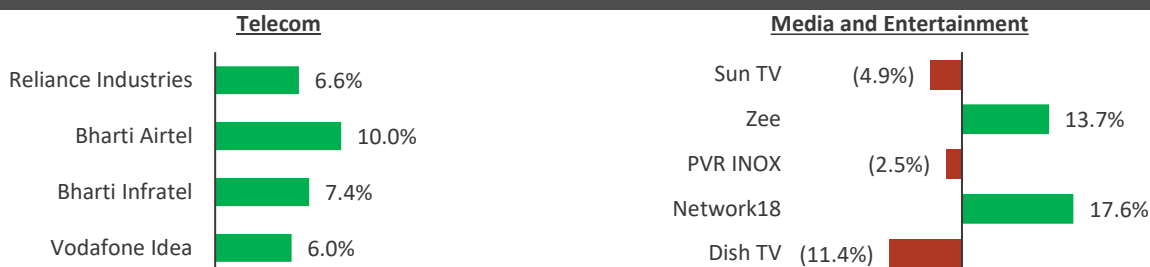 Telecom
Reliance Industries 6.6%
Bharti Airtel 10.0%
Bharti Infratel 7.4%
Vodafone Idea 6.0%
Media and Entertainment
Sun TV (4.9%)
Zee 13.7%
PVR INOX (2.5%)
Network18 17.6%
Dish TV (11.4%)